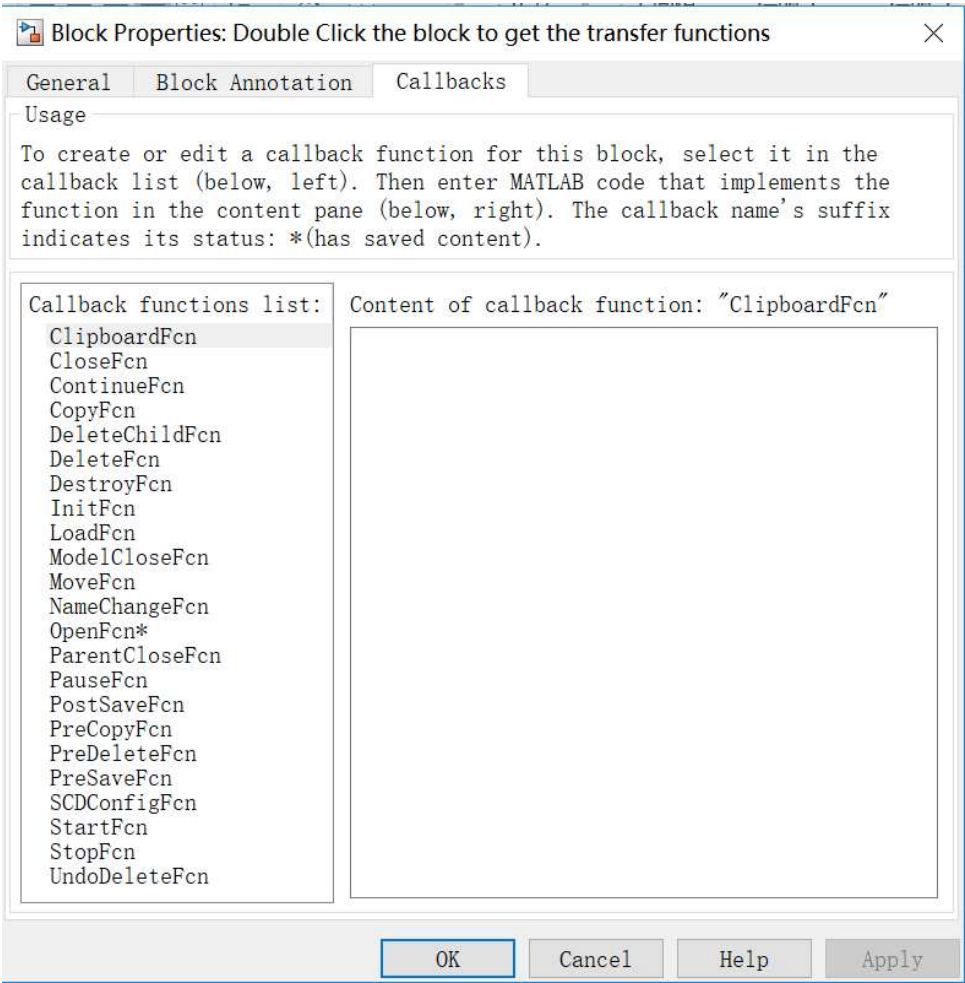 Block Properties: Double Click the block to get the transfer functions
General Block Annotation Callbacks
Usage
To create or edit a callback function for this block, select it in the
callback list (below, left). Then enter MATLAB code that implements the
function in the content pane (below, right). The callback name's suffix
indicates its status: *(has saved content).
Callback functions list:
ClipboardFcn
CloseFcn
ContinueFcn
CopyFcn
DeleteChildFcn
DeleteFcn
DestroyFcn
InitFcn
LoadFcn
ModelCloseFcn
MoveFcn
NameChangeFcn
OpenFcn*
ParentCloseFcn
PauseFcn
PostSaveFcn
PreCopyFcn
PreDeleteFcn
PreSaveFcn
SCDConfigFcn
StartFcn
StopFcn
UndoDeleteFcn
Content of callback function: "ClipboardFcn"
OK Cancel Help Apply